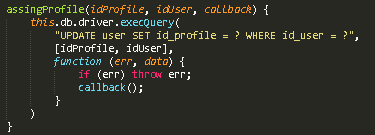 assingProfile(idProfile, idUser, callback) {
    this.db.driver.execQuery(
        "UPDATE user SET id_profile = ? WHERE id_user = ?",
        [idProfile, idUser],
        function (err, data) {
            if (err) throw err;
            callback();
        }
    )
}